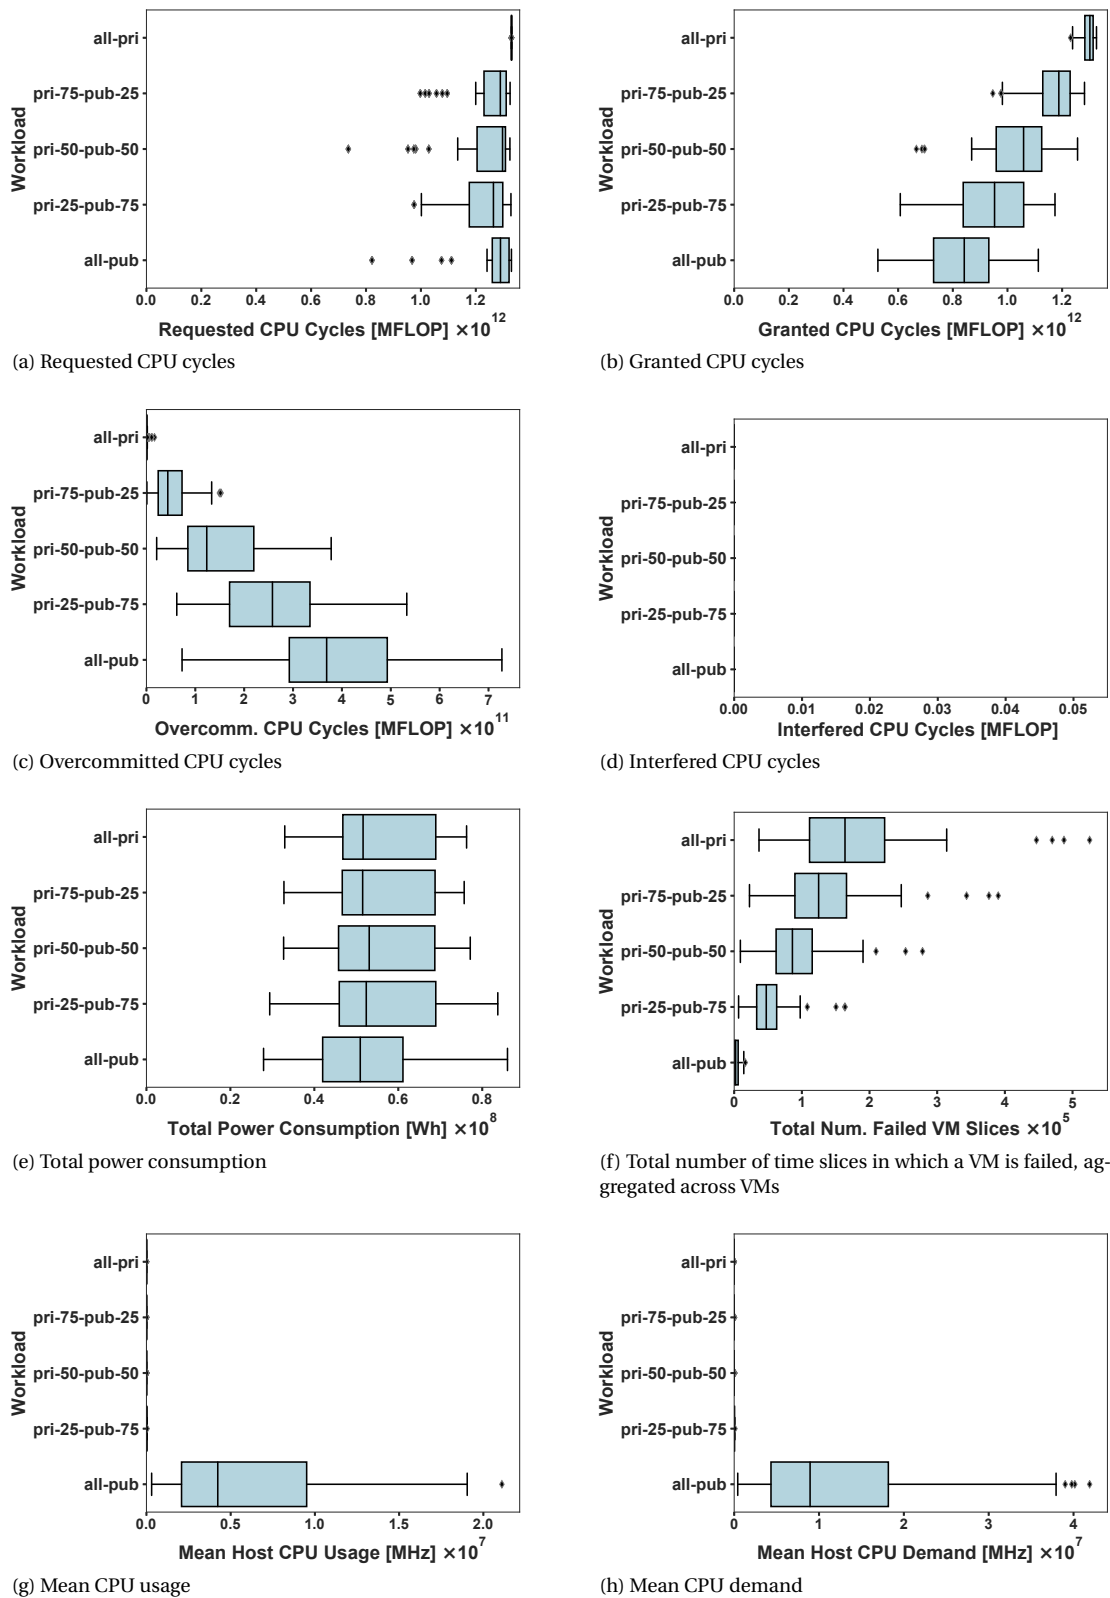 all-pri
pri-75-pub-25
pri-50-pub-50
pri-25-pub-75
all-pub
Workload
0.0 0.2 0.4 0.6 0.8 1.0 1.2
Requested CPU Cycles [MFLOP] ×10^12
(a) Requested CPU cycles
all-pri
pri-75-pub-25
pri-50-pub-50
pri-25-pub-75
all-pub
Workload
0.0 0.2 0.4 0.6 0.8 1.0 1.2
Granted CPU Cycles [MFLOP] ×10^12
(b) Granted CPU cycles
all-pri
pri-75-pub-25
pri-50-pub-50
pri-25-pub-75
all-pub
Workload
0 1 2 3 4 5 6 7
Overcomm. CPU Cycles [MFLOP] ×10^11
(c) Overcommitted CPU cycles
all-pri
pri-75-pub-25
pri-50-pub-50
pri-25-pub-75
all-pub
Workload
0.00 0.01 0.02 0.03 0.04 0.05
Interfered CPU Cycles [MFLOP]
(d) Interfered CPU cycles
all-pri
pri-75-pub-25
pri-50-pub-50
pri-25-pub-75
all-pub
Workload
0.0 0.2 0.4 0.6 0.8
Total Power Consumption [Wh] ×10^8
(e) Total power consumption
all-pri
pri-75-pub-25
pri-50-pub-50
pri-25-pub-75
all-pub
Workload
0 1 2 3 4 5
Total Num. Failed VM Slices ×10^5
(f) Total number of time slices in which a VM is failed, ag-
gregated across VMs
all-pri
pri-75-pub-25
pri-50-pub-50
pri-25-pub-75
all-pub
Workload
0.0 0.5 1.0 1.5 2.0
Mean Host CPU Usage [MHz] ×10^7
(g) Mean CPU usage
all-pri
pri-75-pub-25
pri-50-pub-50
pri-25-pub-75
all-pub
Workload
0 1 2 3 4
Mean Host CPU Demand [MHz] ×10^7
(h) Mean CPU demand